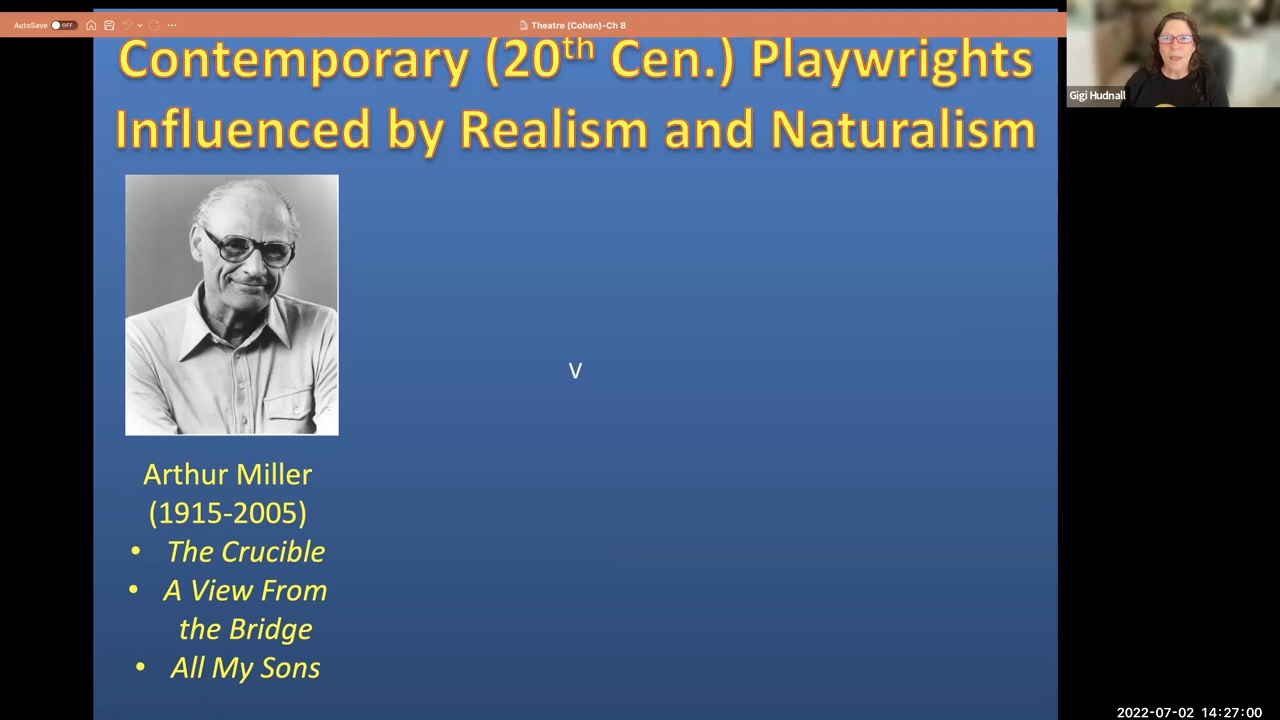 AutoSave OFF
Theatre (Cohen)-Ch 8
Contemporary (20th Cen.) Playwrights
Influenced by Realism and Naturalism
Gigi Hudnall
V
Arthur Miller
(1915-2005)
• The Crucible
• A View From
the Bridge
• All My Sons
2022-07-02 14:27:00